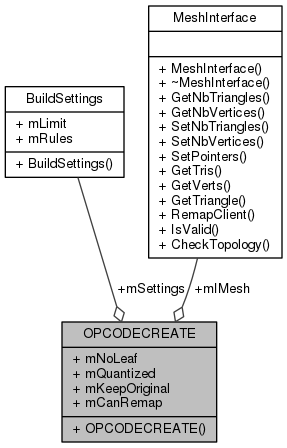 MeshInterface
+ MeshInterface()
+ ~MeshInterface()
+ GetNbTriangles()
+ GetNbVertices()
+ SetNbTriangles()
+ SetNbVertices()
+ SetPointers()
+ GetTris()
+ GetVerts()
+ GetTriangle()
+ RemapClient()
+ IsValid()
+ CheckTopology()
BuildSettings
+ mLimit
+ mRules
+ BuildSettings()
+mSettings
+mIMesh
OPCODECREATE
+ mNoLeaf
+ mQuantized
+ mKeepOriginal
+ mCanRemap
+ OPCODECREATE()